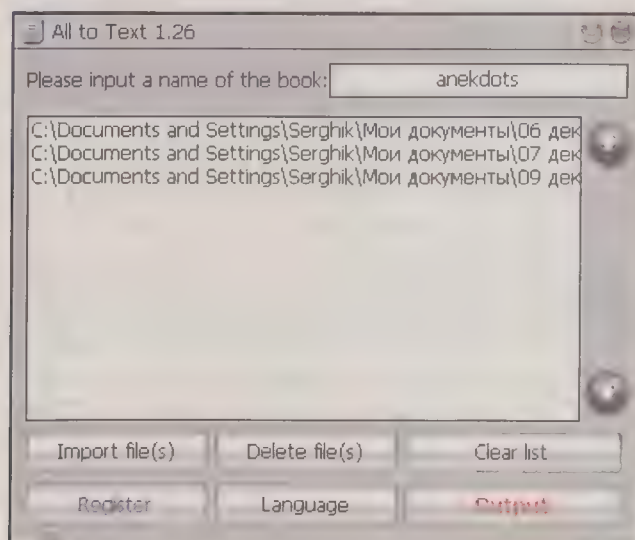 All to Text 1.26
Please input a name of the book: anekdots
C:\Documents and Settings\Serghik\Мои документы\06 дек
C:\Documents and Settings\Serghik\Мои документы\07 дек
C:\Documents and Settings\Serghik\Мои документы\09 дек
Import file(s) Delete file(s) Clear list
Register Language Output